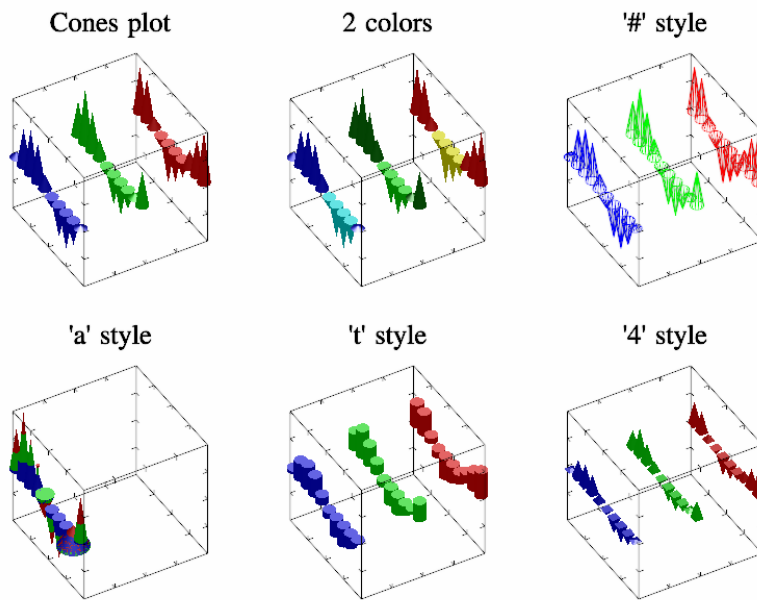 Cones plot
2 colors
'#' style
'a' style
't' style
'4' style